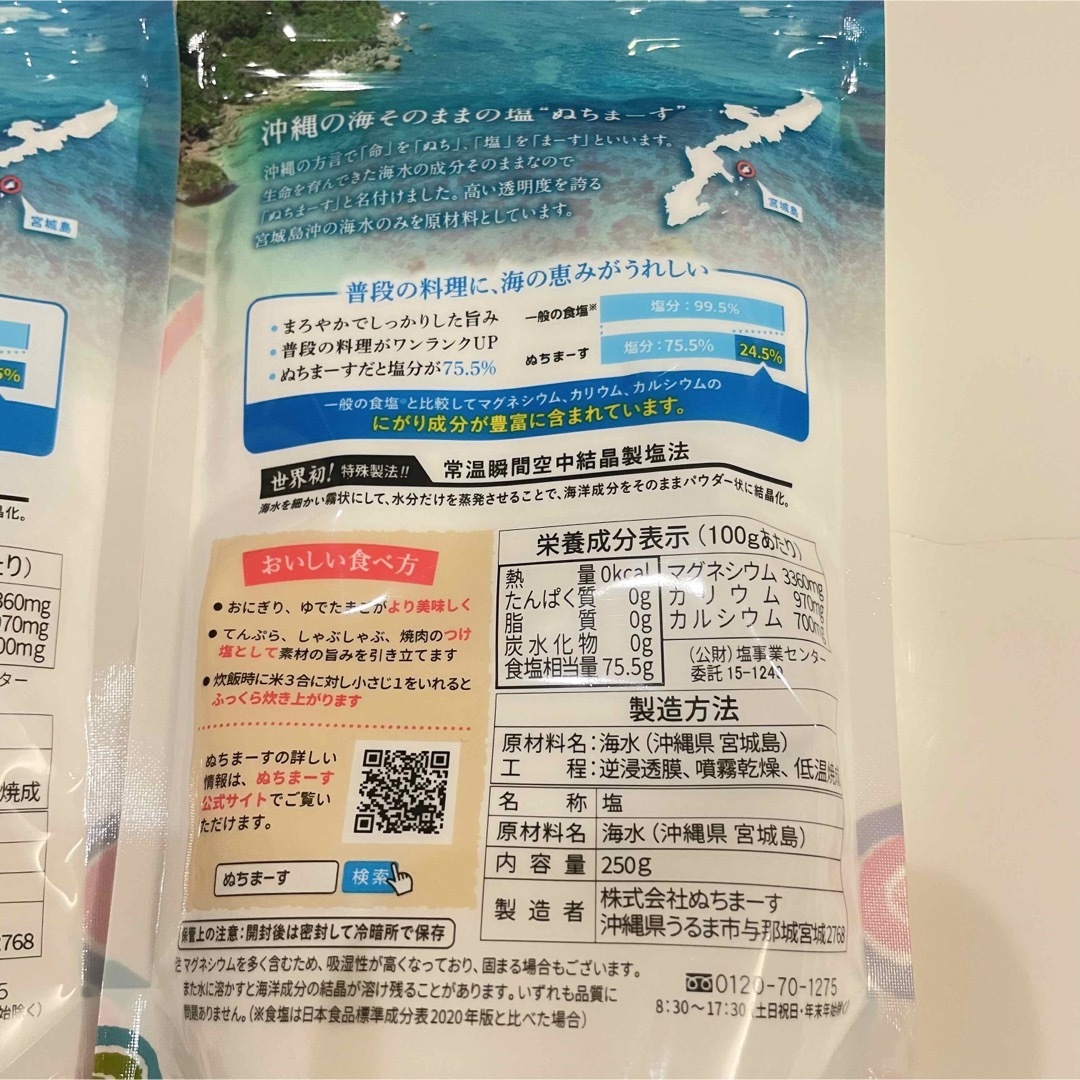 沖縄の海そのままの塩“ぬちまーす”
沖縄の方言で「命」を「ぬち」、「塩」を「まーす」といいます。
生命を育んできた海水の成分そのままなので
「ぬちまーす」と名付けました。高い透明度を誇る
宮城島沖の海水のみを原材料としています。
宮城島
宮城島
普段の料理に、海の恵みがうれしい
・まろやかでしっかりした旨み
・普段の料理がワンランクUP
・ぬちまーすだと塩分が75.5%
一般の食塩※
塩分：99.5%
ぬちまーす
塩分：75.5%
24.5%
一般の食塩※と比較してマグネシウム、カリウム、カルシウムの
にがり成分が豊富に含まれています。
世界初! 特殊製法!! 常温瞬間空中結晶製塩法
海水を細かい霧状にして、水分だけを蒸発させることで、海洋成分をそのままパウダー状に結晶化。
おいしい食べ方
● おにぎり、ゆでたまごがより美味しく
● てんぷら、しゃぶしゃぶ、焼肉のつけ
塩として素材の旨みを引き立てます
● 炊飯時に米3合に対し小さじ1をいれると
ふっくら炊き上がります
ぬちまーすの詳しい
情報は、ぬちまーす
公式サイトでご覧い
ただけます。
ぬちまーす 検索
栄養成分表示（100gあたり）
熱量 0kcal
たんぱく質 0g
脂質 0g
炭水化物 0g
食塩相当量 75.5g
マグネシウム 3360mg
カリウム 970mg
カルシウム 700mg
（公財）塩事業センター
委託 15-1249
製造方法
原材料名：海水（沖縄県 宮城島）
工程：逆浸透膜、噴霧乾燥、低温焼成
名称 塩
原材料名 海水（沖縄県 宮城島）
内容量 250g
製造者 株式会社ぬちまーす
沖縄県うるま市与那城宮城2768
保管上の注意：開封後は密封して冷暗所で保存
注 マグネシウムを多く含むため、吸湿性が高くなっており、固まる場合もございます。
また水に溶かすと海洋成分の結晶が溶け残ることがあります。いずれも品質に
問題ありません。（※食塩は日本食品標準成分表2020年版と比べた場合）
0120-70-1275
8:30～17:30（土日祝日・年末年始除く）